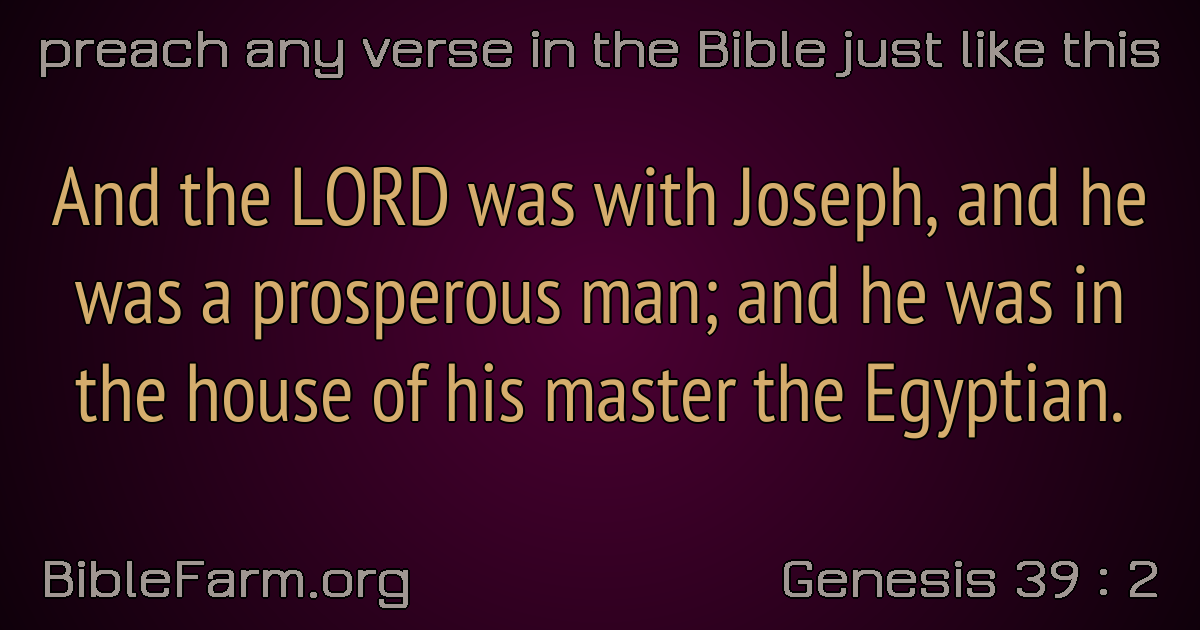 preach any verse in the Bible just like this
And the LORD was with Joseph, and he
was a prosperous man; and he was in
the house of his master the Egyptian.
BibleFarm.org
Genesis 39 : 2